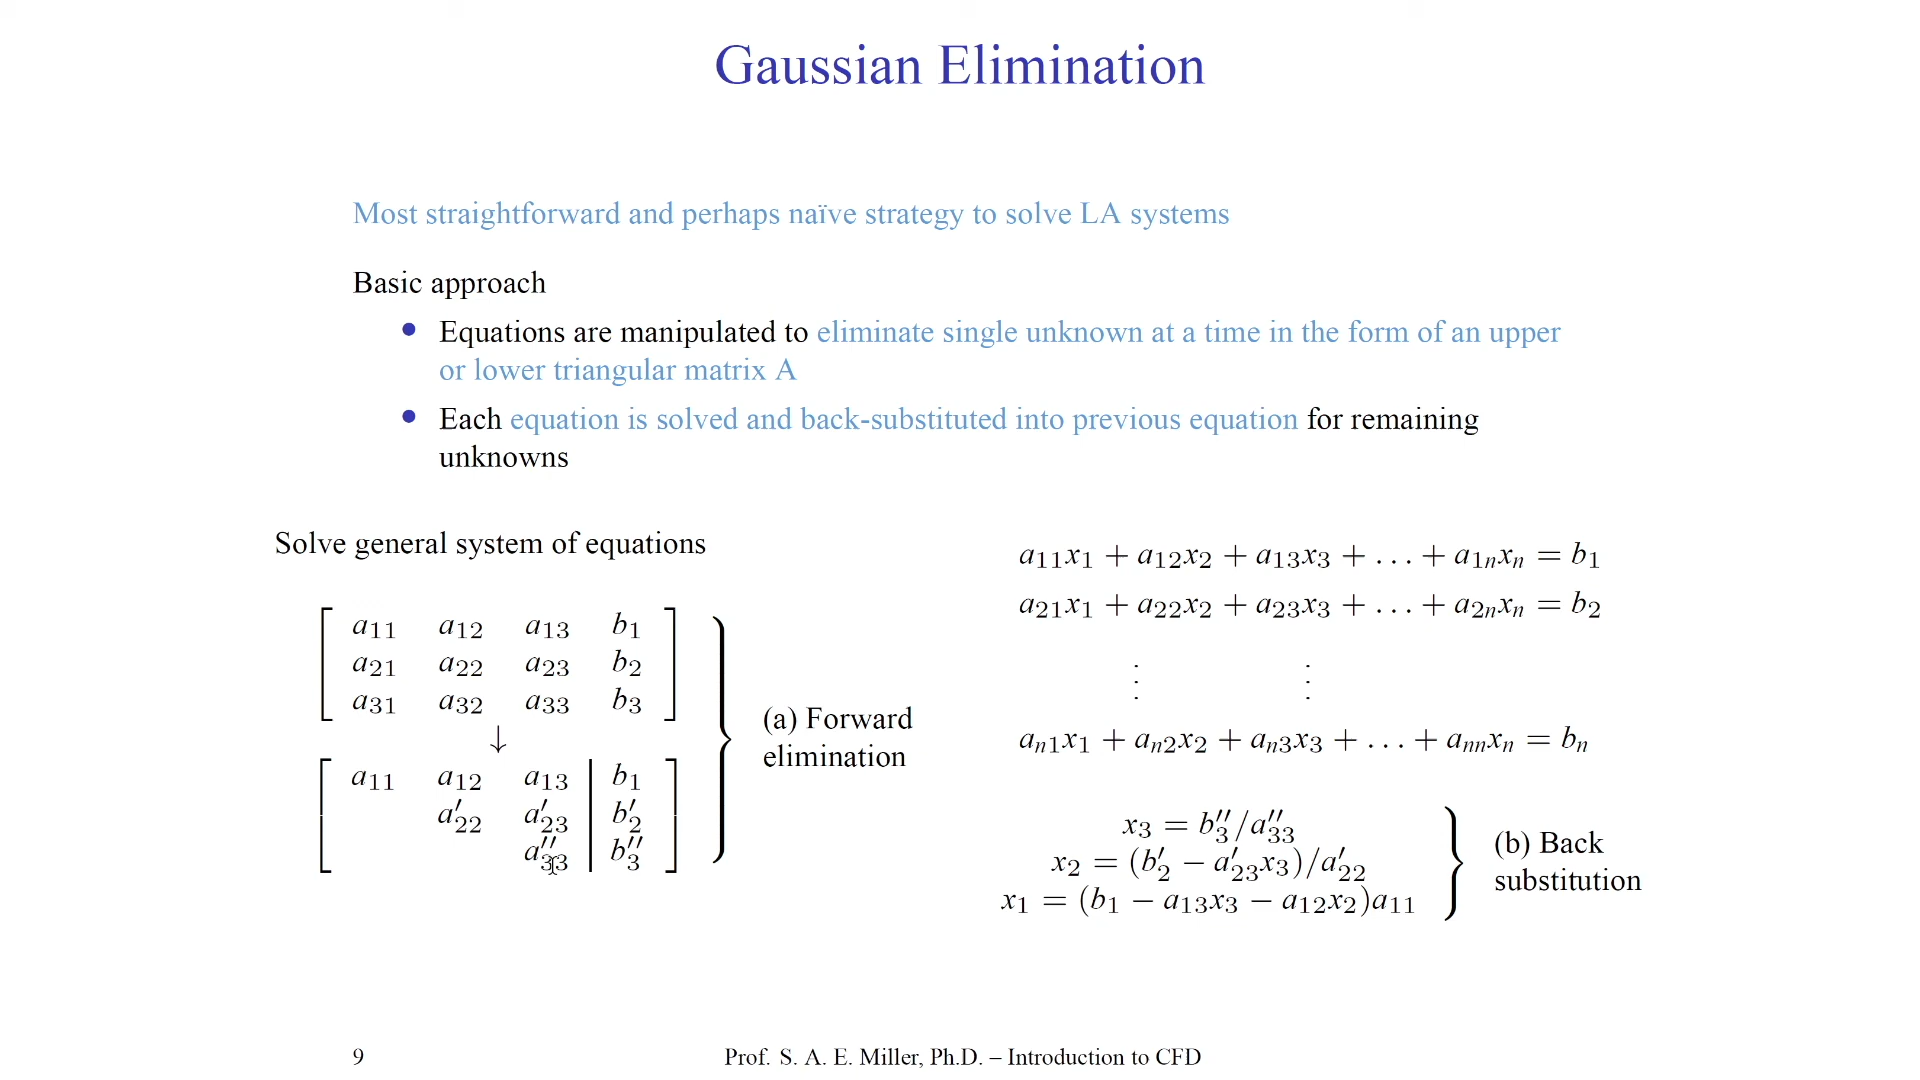 Gaussian Elimination
Most straightforward and perhaps naïve strategy to solve LA systems
Basic approach
• Equations are manipulated to eliminate single unknown at a time in the form of an upper
or lower triangular matrix A
• Each equation is solved and back-substituted into previous equation for remaining
unknowns
Solve general system of equations
a₁₁ a₁₂ a₁₃ b₁
a₂₁ a₂₂ a₂₃ b₂
a₃₁ a₃₂ a₃₃ b₃
↓
a₁₁ a₁₂ a₁₃ | b₁
a′₂₂ a′₂₃ | b′₂
a″₃₃ | b″₃
(a) Forward
elimination
a₁₁x₁ + a₁₂x₂ + a₁₃x₃ + . . . + a₁ₙxₙ = b₁
a₂₁x₁ + a₂₂x₂ + a₂₃x₃ + . . . + a₂ₙxₙ = b₂
⋮ ⋮
aₙ₁x₁ + aₙ₂x₂ + aₙ₃x₃ + . . . + aₙₙxₙ = bₙ
x₃ = b″₃/a″₃₃
x₂ = (b′₂ − a′₂₃x₃)/a′₂₂
x₁ = (b₁ − a₁₃x₃ − a₁₂x₂)a₁₁
(b) Back
substitution
9
Prof. S. A. E. Miller, Ph.D. – Introduction to CFD